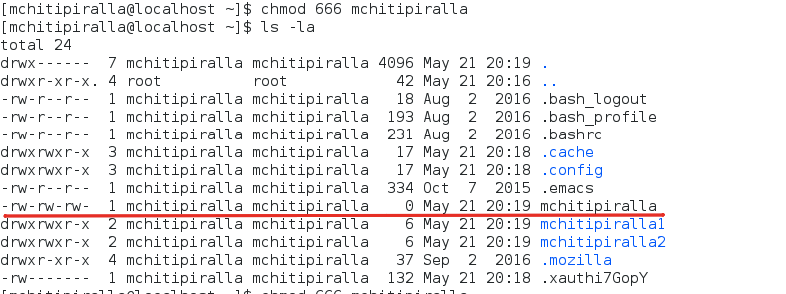 [mchitipiralla@localhost ~]$ chmod 666 mchitipiralla
[mchitipiralla@localhost ~]$ ls -la
total 24
drwx------  7 mchitipiralla mchitipiralla 4096 May 21 20:19 .
drwxr-xr-x. 4 root          root            42 May 21 20:16 ..
-rw-r--r--  1 mchitipiralla mchitipiralla   18 Aug  2  2016 .bash_logout
-rw-r--r--  1 mchitipiralla mchitipiralla  193 Aug  2  2016 .bash_profile
-rw-r--r--  1 mchitipiralla mchitipiralla  231 Aug  2  2016 .bashrc
drwxrwxr-x  3 mchitipiralla mchitipiralla   17 May 21 20:18 .cache
drwxrwxr-x  3 mchitipiralla mchitipiralla   17 May 21 20:18 .config
-rw-r--r--  1 mchitipiralla mchitipiralla  334 Oct  7  2015 .emacs
-rw-rw-rw-  1 mchitipiralla mchitipiralla    0 May 21 20:19 mchitipiralla
drwxrwxr-x  2 mchitipiralla mchitipiralla    6 May 21 20:19 mchitipiralla1
drwxrwxr-x  2 mchitipiralla mchitipiralla    6 May 21 20:19 mchitipiralla2
drwxr-xr-x  4 mchitipiralla mchitipiralla   37 Sep  2  2016 .mozilla
-rw-------  1 mchitipiralla mchitipiralla  132 May 21 20:18 .xauthi7GopY
[mchitipiralla@localhost ~]$ chmod 666 mchitipiralla